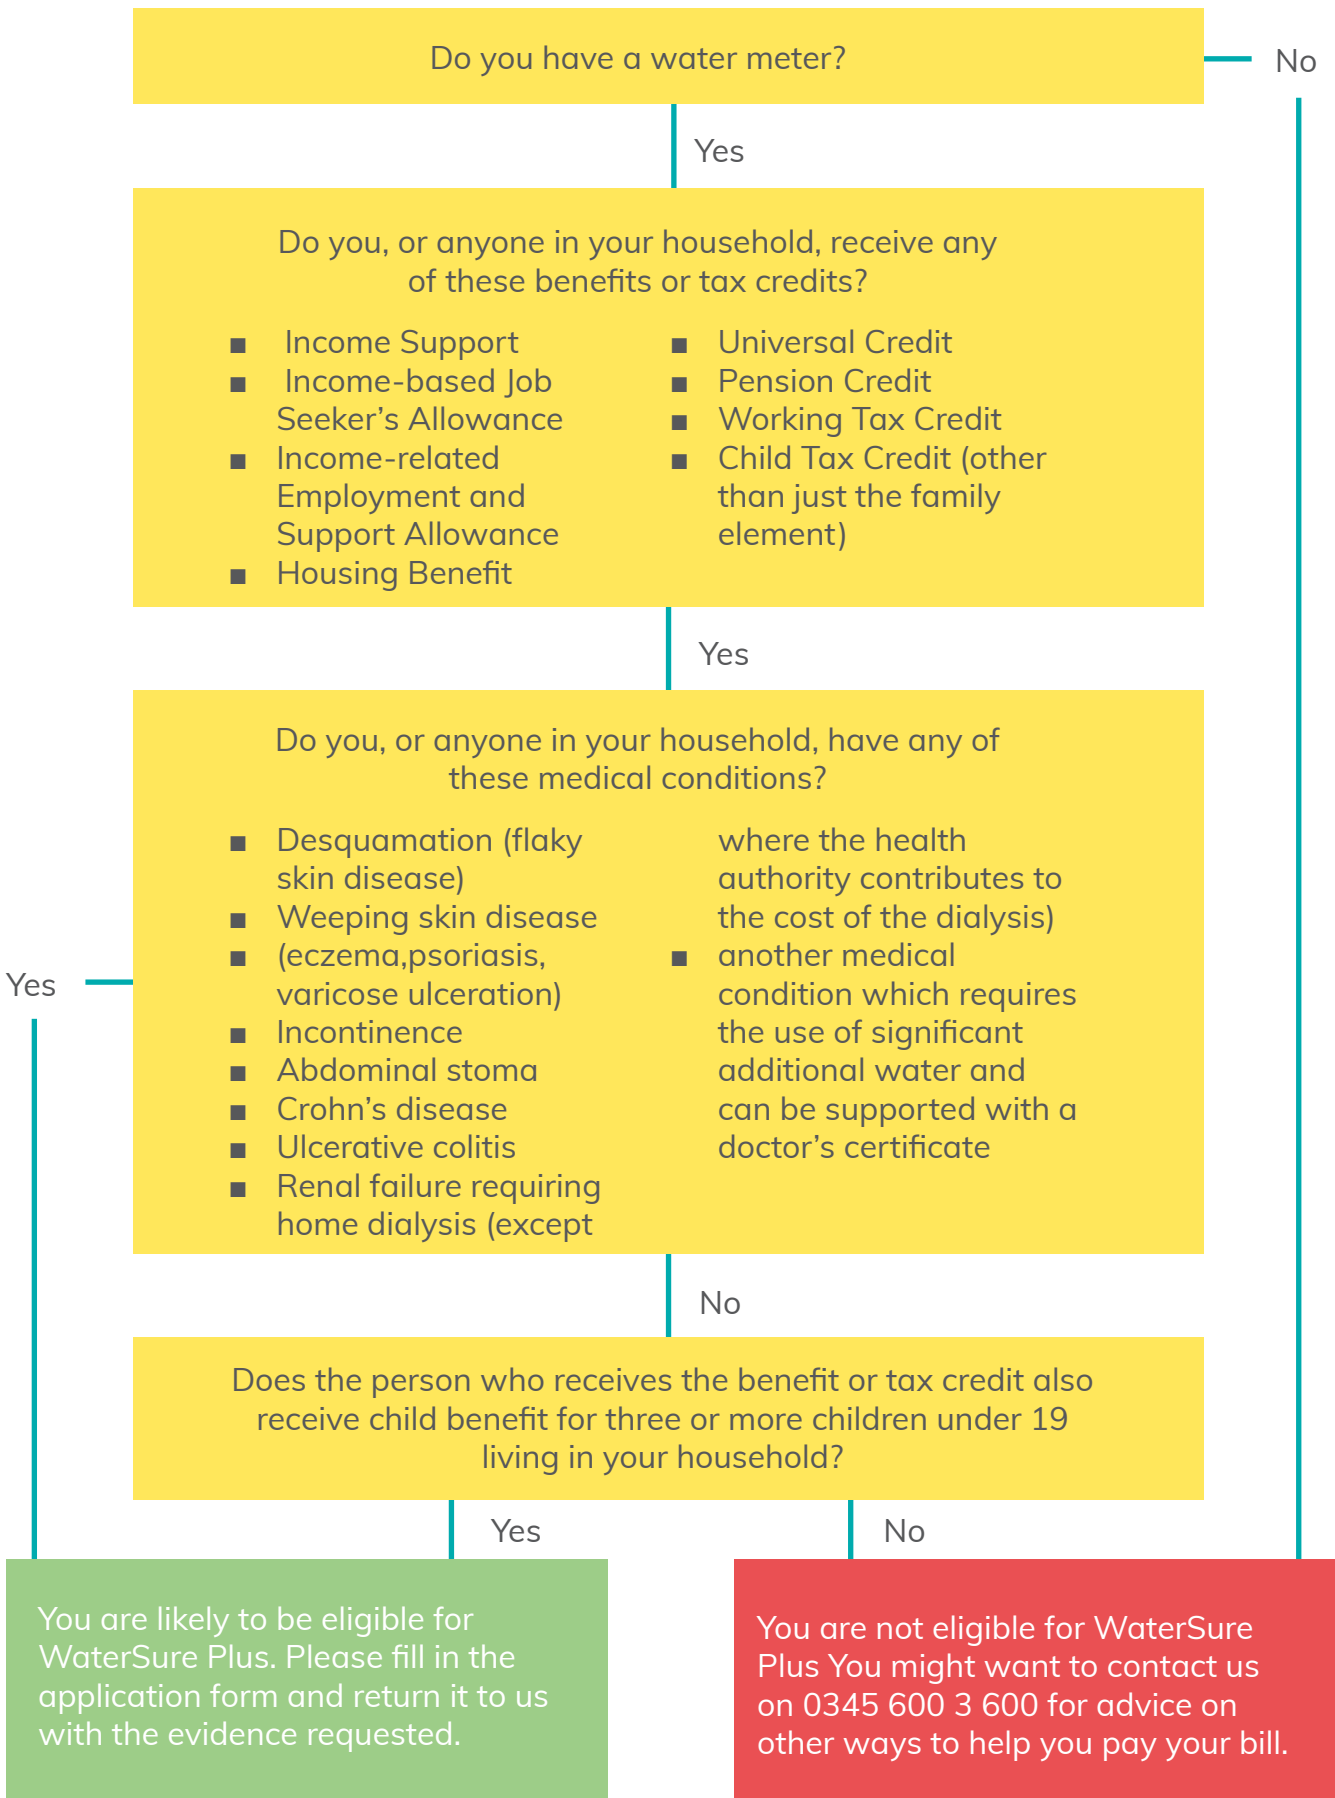 Do you have a water meter?
No
Yes
Do you, or anyone in your household, receive any
of these benefits or tax credits?
■ Income Support
■ Income-based Job
Seeker’s Allowance
■ Income-related
Employment and
Support Allowance
■ Housing Benefit
■ Universal Credit
■ Pension Credit
■ Working Tax Credit
■ Child Tax Credit (other
than just the family
element)
Yes
Do you, or anyone in your household, have any of
these medical conditions?
■ Desquamation (flaky
skin disease)
■ Weeping skin disease
■ (eczema,psoriasis,
varicose ulceration)
■ Incontinence
■ Abdominal stoma
■ Crohn’s disease
■ Ulcerative colitis
■ Renal failure requiring
home dialysis (except
where the health
authority contributes to
the cost of the dialysis)
■ another medical
condition which requires
the use of significant
additional water and
can be supported with a
doctor’s certificate
Yes
No
Does the person who receives the benefit or tax credit also
receive child benefit for three or more children under 19
living in your household?
Yes
No
You are likely to be eligible for
WaterSure Plus. Please fill in the
application form and return it to us
with the evidence requested.
You are not eligible for WaterSure
Plus You might want to contact us
on 0345 600 3 600 for advice on
other ways to help you pay your bill.